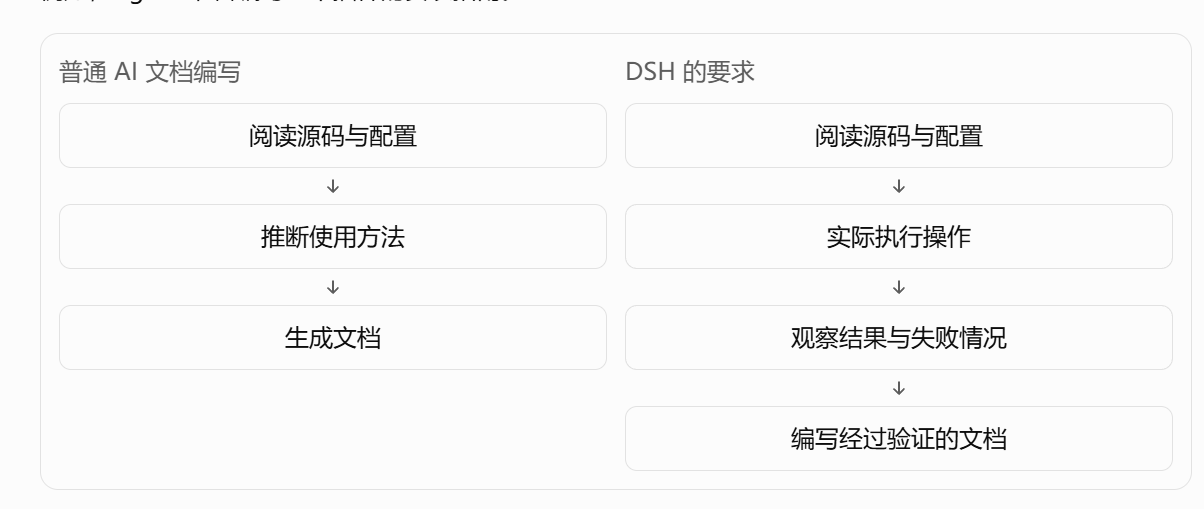 普通 AI 文档编写
阅读源码与配置
↓
推断使用方法
↓
生成文档
DSH 的要求
阅读源码与配置
↓
实际执行操作
↓
观察结果与失败情况
↓
编写经过验证的文档